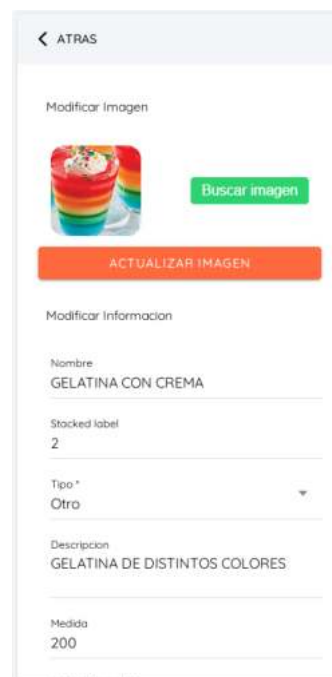 ATRAS
Modificar Imagen
Buscar imagen
ACTUALIZAR IMAGEN
Modificar Informacion
Nombre
GELATINA CON CREMA
Stacked label
2
Tipo *
Otro
Descripcion
GELATINA DE DISTINTOS COLORES
Medida
200